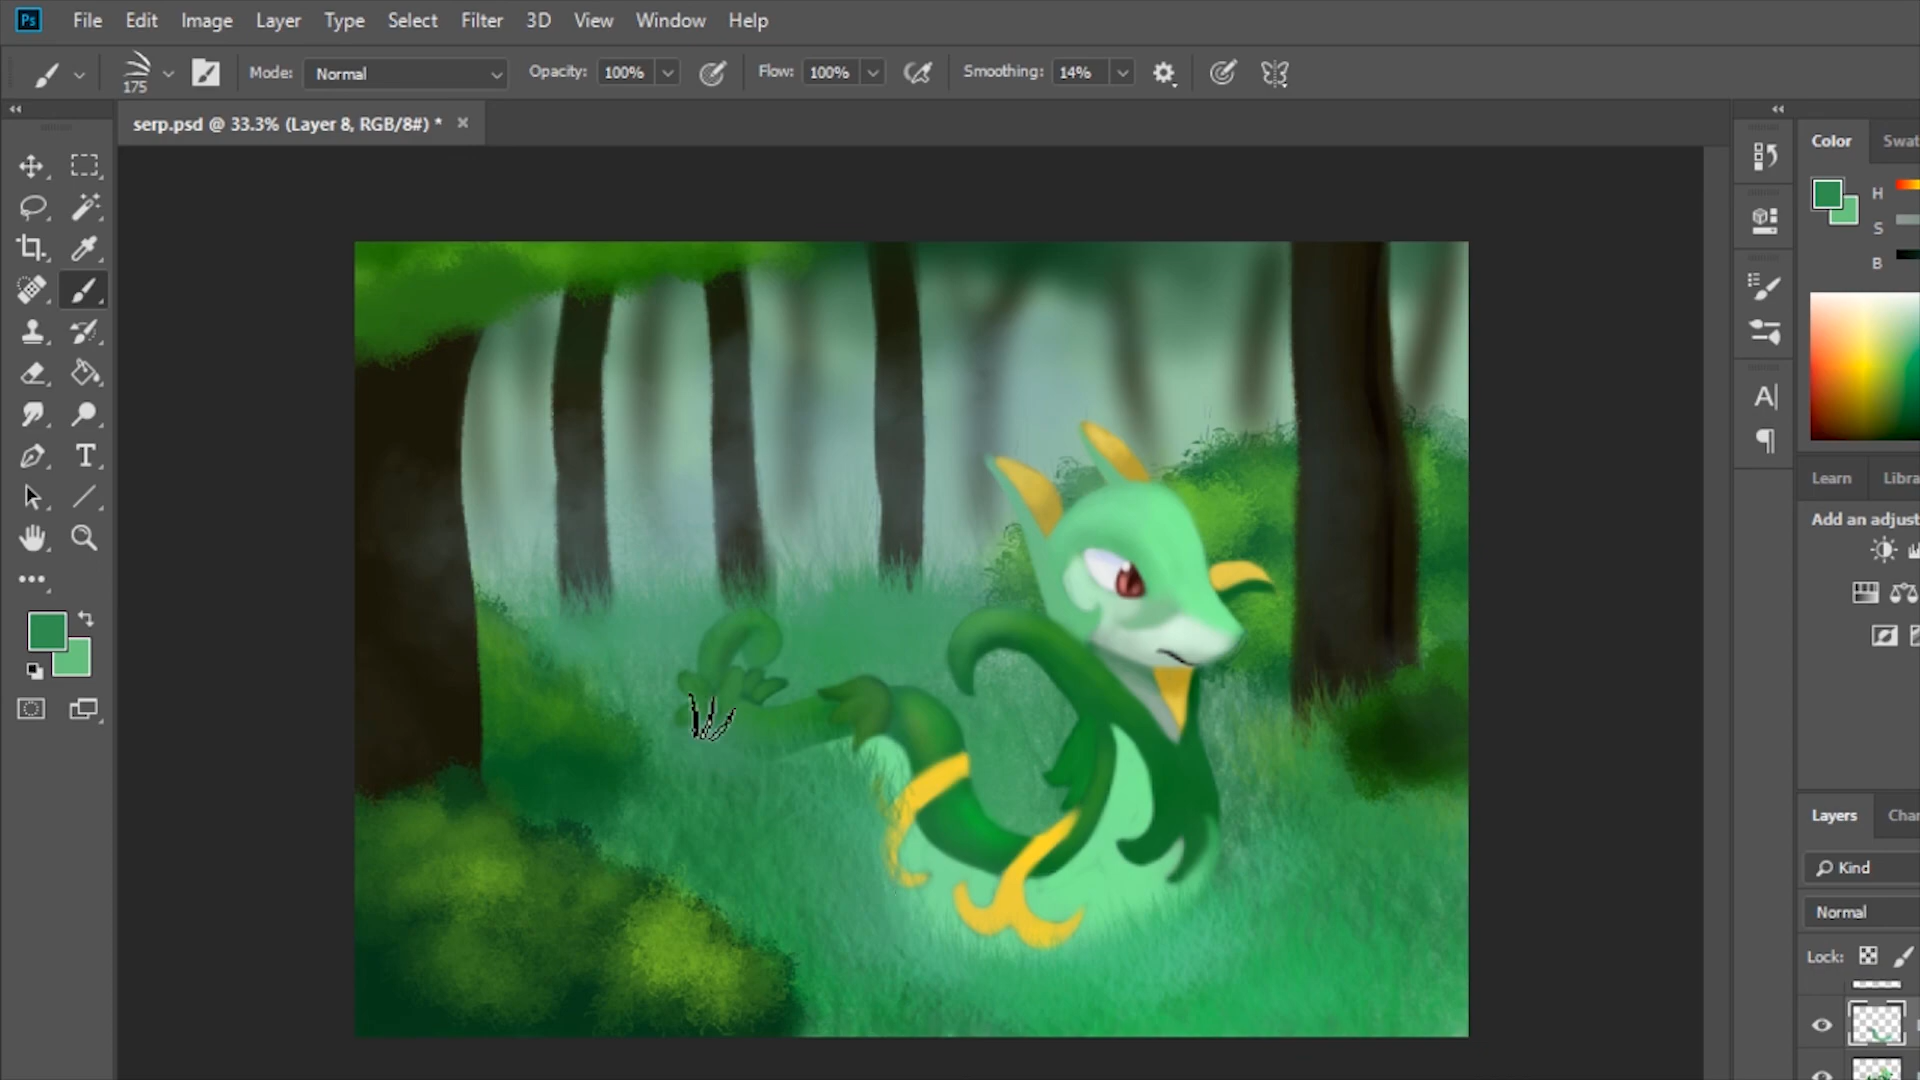 Ps File Edit Image Layer Type Select Filter 3D View Window Help
175 Mode: Normal Opacity: 100% Flow: 100% Smoothing: 14%
serp.psd @ 33.3% (Layer 8, RGB/8#) *
Color Swat
H
S
B
Learn Libra
Add an adjust
Layers Cha
Kind
Normal
Lock: